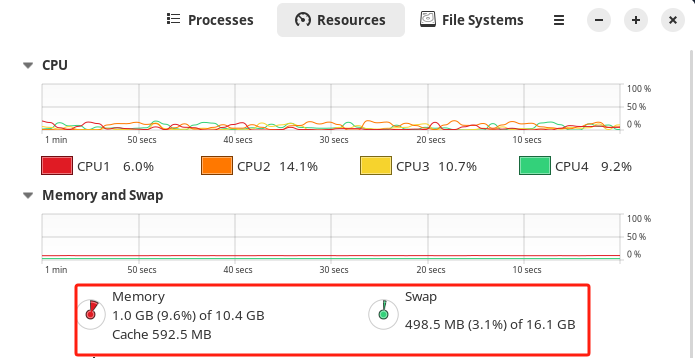 Processes Resources File Systems
CPU
100 %
50 %
0 %
1 min 50 secs 40 secs 30 secs 20 secs 10 secs
CPU1 6.0% CPU2 14.1% CPU3 10.7% CPU4 9.2%
Memory and Swap
100 %
50 %
0 %
1 min 50 secs 40 secs 30 secs 20 secs 10 secs
Memory
1.0 GB (9.6%) of 10.4 GB
Cache 592.5 MB
Swap
498.5 MB (3.1%) of 16.1 GB